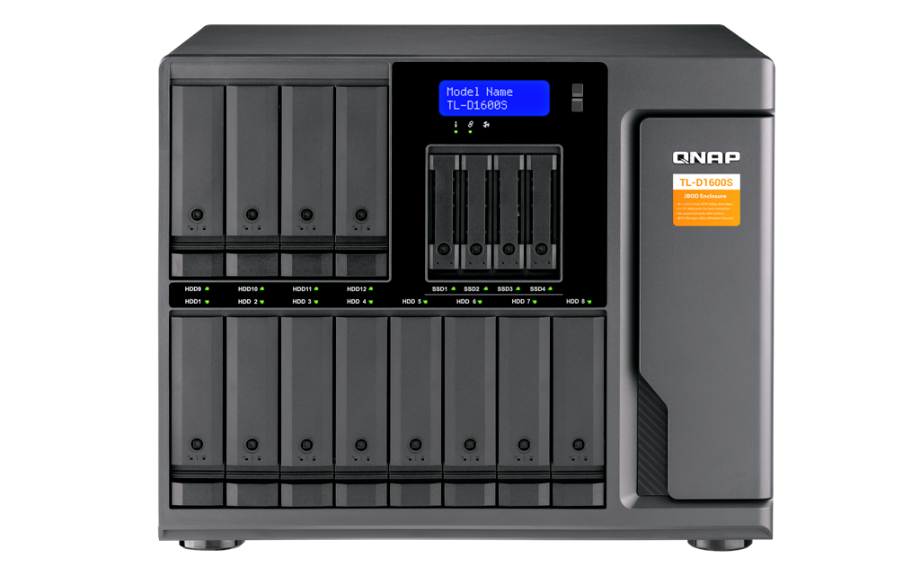 Model Name
TL-D1600S
QNAP
TL-D1600S
JBOD Enclosure
HDD9 HDD10 HDD11 HDD12 SSD1 SSD2 SSD3 SSD4
HDD1 HDD 2 HDD 3 HDD 4 HDD 5 HDD 6 HDD 7 HDD 8